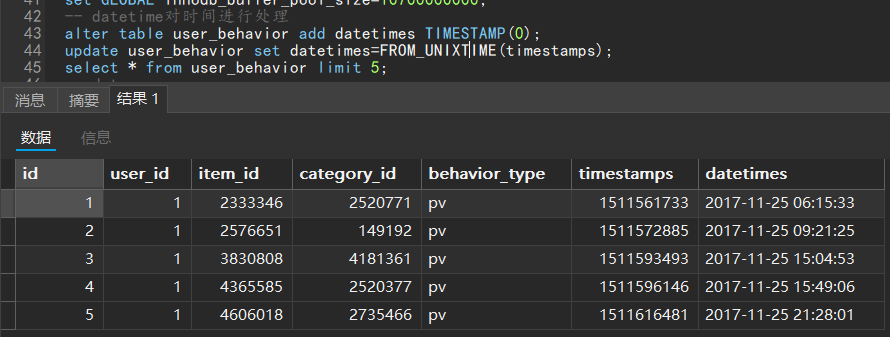 42 -- datetime对时间进行处理
43 alter table user_behavior add datetimes TIMESTAMP(0);
44 update user_behavior set datetimes=FROM_UNIXTIME(timestamps);
45 select * from user_behavior limit 5;
消息 摘要 结果 1
数据 信息
id user_id item_id category_id behavior_type timestamps datetimes
1 1 2333346 2520771 pv 1511561733 2017-11-25 06:15:33
2 1 2576651 149192 pv 1511572885 2017-11-25 09:21:25
3 1 3830808 4181361 pv 1511593493 2017-11-25 15:04:53
4 1 4365585 2520377 pv 1511596146 2017-11-25 15:49:06
5 1 4606018 2735466 pv 1511616481 2017-11-25 21:28:01